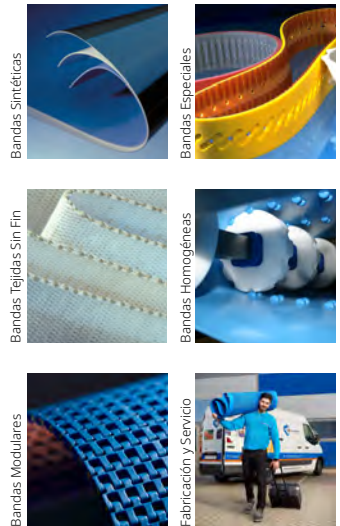 Bandas Sintéticas
Bandas Especiales
Bandas Tejidas Sin Fin
Bandas Homogéneas
Bandas Modulares
Fabricación y Servicio